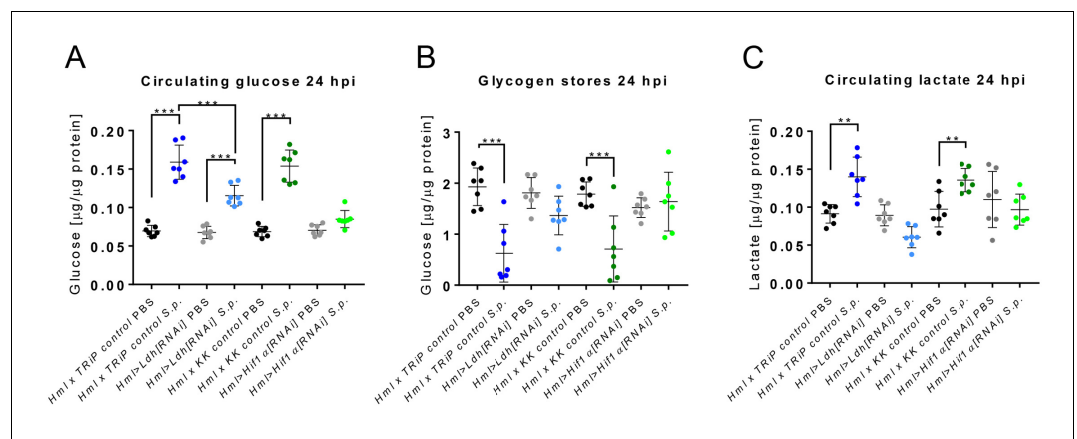 A
Circulating glucose 24 hpi
Glucose [µg/µg protein]
0.20
0.15
0.10
0.05
0.00
***
***
***
***
Hml x TRiP control PBS
Hml x TRiP control S.p.
Hml>Ldh[RNAi] PBS
Hml>Ldh[RNAi] S.p.
Hml x KK control PBS
Hml x KK control S.p.
Hml>Hif1 α[RNAi] PBS
Hml>Hif1 α[RNAi] S.p.
B
Glycogen stores 24 hpi
Glucose [µg/µg protein]
3
2
1
0
***
***
Hml x TRiP control PBS
Hml x TRiP control S.p.
Hml>Ldh[RNAi] PBS
Hml>Ldh[RNAi] S.p.
Hml x KK control PBS
Hml x KK control S.p.
Hml>Hif1 α[RNAi] PBS
Hml>Hif1 α[RNAi] S.p.
C
Circulating lactate 24 hpi
Lactate [µg/µg protein]
0.20
0.15
0.10
0.05
0.00
**
**
Hml x TRiP control PBS
Hml x TRiP control S.p.
Hml>Ldh[RNAi] PBS
Hml>Ldh[RNAi] S.p.
Hml x KK control PBS
Hml x KK control S.p.
Hml>Hif1 α[RNAi] PBS
Hml>Hif1 α[RNAi] S.p.